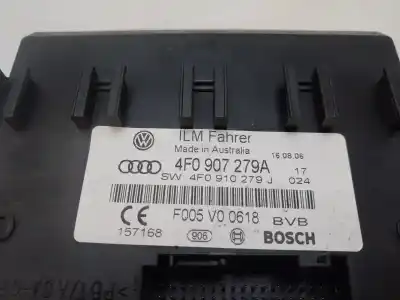 ILM Fahrer
Made in Australia 16.08.06
4F0 907 279A 17
SW 4F0 910 279 J 024
F005 V0 0618 BVB
CE
157168 906 BOSCH